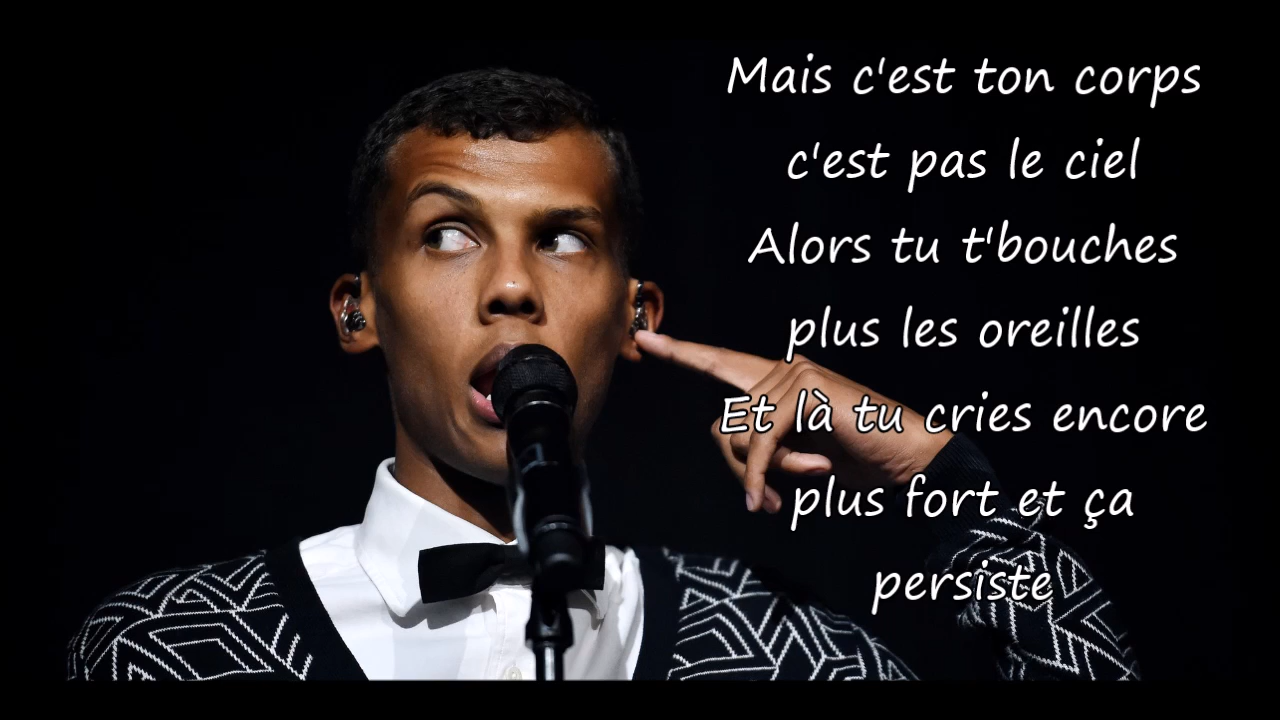 Mais c'est ton corps
c'est pas le ciel
Alors tu t'bouches
plus les oreilles
Et là tu cries encore
plus fort et ça
persiste